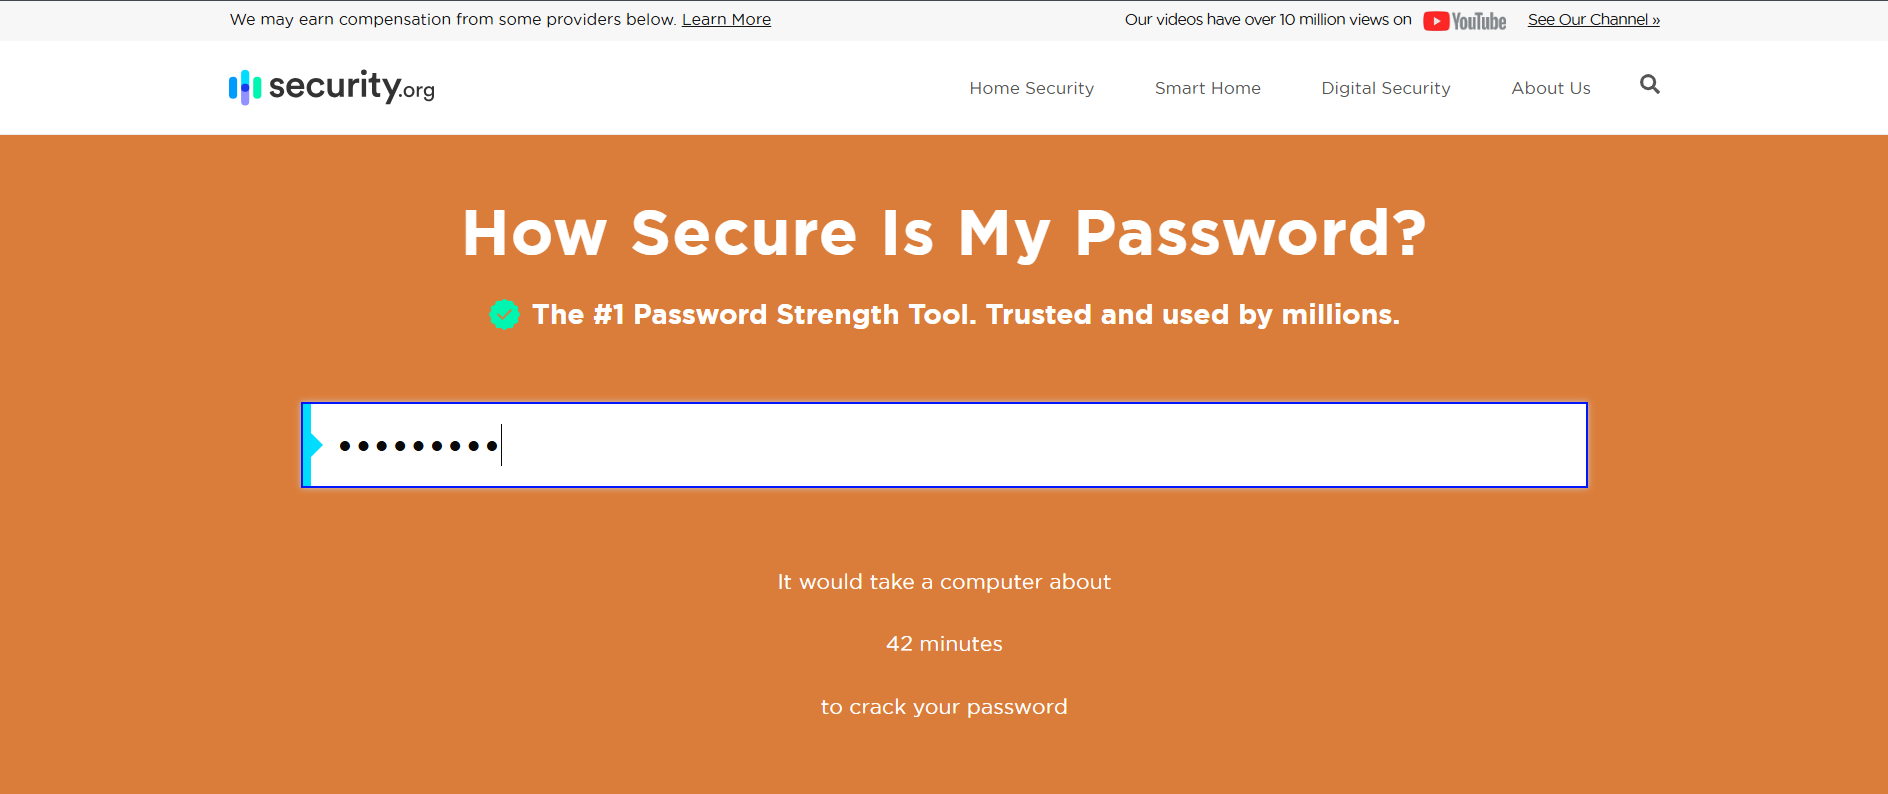 We may earn compensation from some providers below. Learn More
Our videos have over 10 million views on YouTube See Our Channel »
security.org
Home Security Smart Home Digital Security About Us
How Secure Is My Password?
The #1 Password Strength Tool. Trusted and used by millions.
•••••••••
It would take a computer about
42 minutes
to crack your password